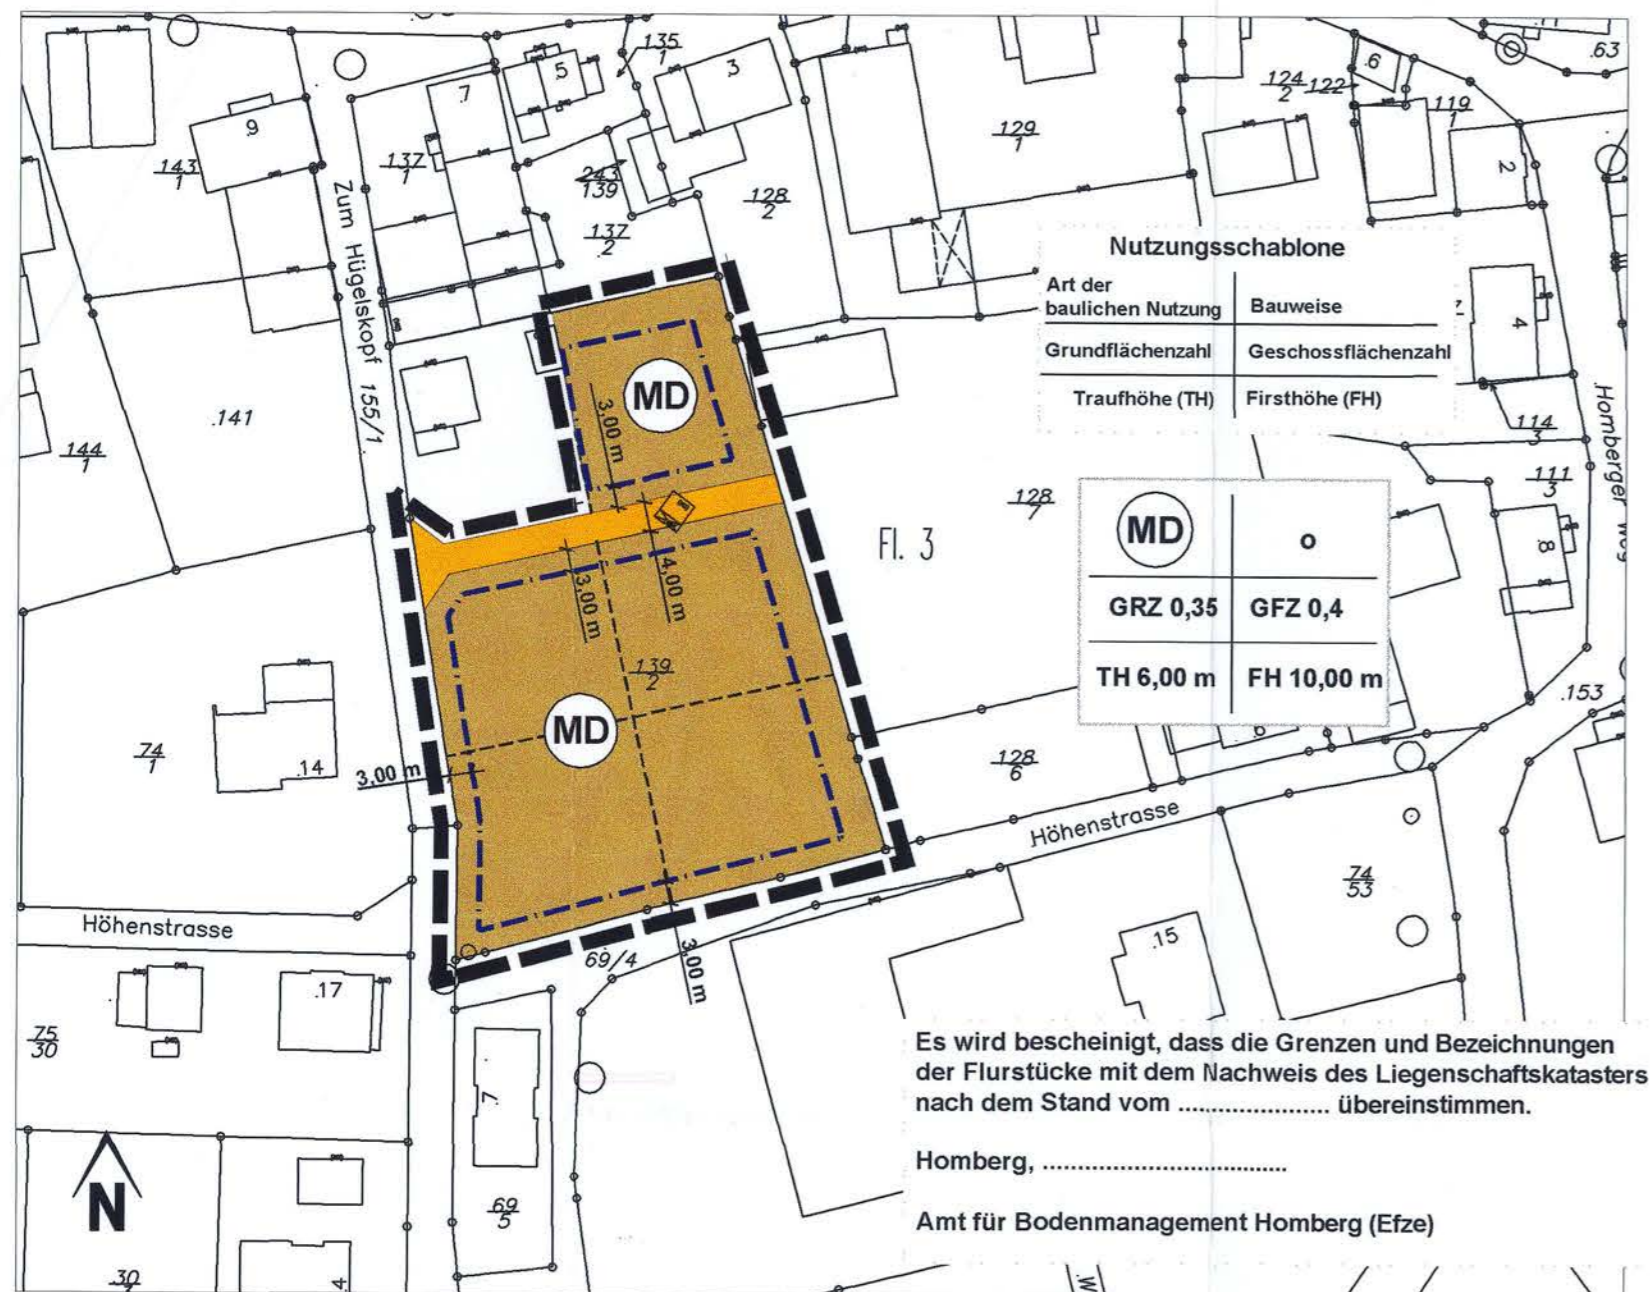 135
1
.63
.5
3
.6
.7
124
2
122
119
1
9
129
1
143
1
137
1
243
139
2
128
2
137
2
Zum Hügelskopf 155/1
Nutzungsschablone
Art der
baulichen Nutzung
Bauweise
Grundflächenzahl
Geschossflächenzahl
Traufhöhe (TH)
Firsthöhe (FH)
4
MD
3,00 m
.141
144
1
114
3
Homberger Weg
111
3
128
7
Fl. 3
MD
o
GRZ 0,35
GFZ 0,4
TH 6,00 m
FH 10,00 m
.8
3,00 m
4,00 m
139
2
MD
.153
74
1
.14
3,00 m
128
6
Höhenstrasse
74
53
Höhenstrasse
69/4
3,00 m
.15
.17
75
30
7.
Es wird bescheinigt, dass die Grenzen und Bezeichnungen
der Flurstücke mit dem Nachweis des Liegenschaftskatasters
nach dem Stand vom ...................... übereinstimmen.
Homberg, ...................................
N
69
5
Amt für Bodenmanagement Homberg (Efze)
30
4
.W